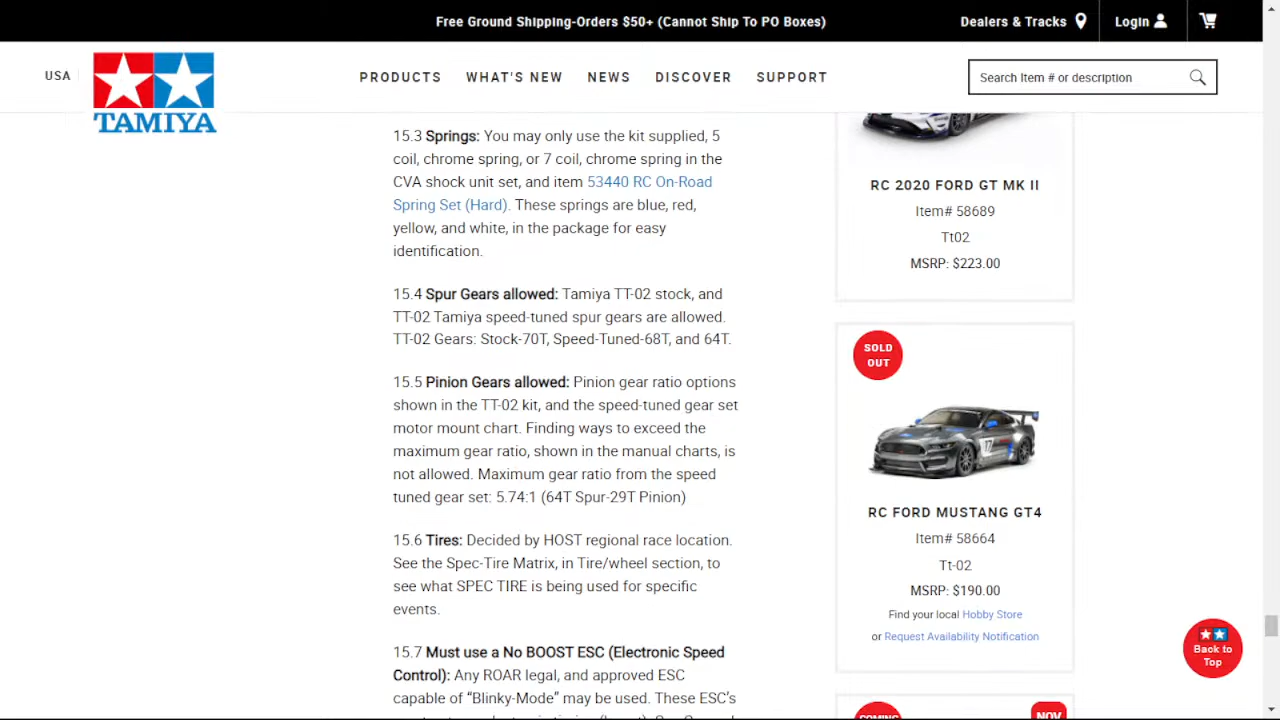 Free Ground Shipping-Orders $50+ (Cannot Ship To PO Boxes)
Dealers & Tracks
Login
USA
TAMIYA
PRODUCTS
WHAT'S NEW
NEWS
DISCOVER
SUPPORT
Search Item # or description
15.3 Springs: You may only use the kit supplied, 5
coil, chrome spring, or 7 coil, chrome spring in the
CVA shock unit set, and item 53440 RC On-Road
Spring Set (Hard). These springs are blue, red,
yellow, and white, in the package for easy
identification.
15.4 Spur Gears allowed: Tamiya TT-02 stock, and
TT-02 Tamiya speed-tuned spur gears are allowed.
TT-02 Gears: Stock-70T, Speed-Tuned-68T, and 64T.
15.5 Pinion Gears allowed: Pinion gear ratio options
shown in the TT-02 kit, and the speed-tuned gear set
motor mount chart. Finding ways to exceed the
maximum gear ratio, shown in the manual charts, is
not allowed. Maximum gear ratio from the speed
tuned gear set: 5.74:1 (64T Spur-29T Pinion)
15.6 Tires: Decided by HOST regional race location.
See the Spec-Tire Matrix, in Tire/wheel section, to
see what SPEC TIRE is being used for specific
events.
15.7 Must use a No BOOST ESC (Electronic Speed
Control): Any ROAR legal, and approved ESC
capable of “Blinky-Mode” may be used. These ESC’s
RC 2020 FORD GT MK II
Item# 58689
Tt02
MSRP: $223.00
SOLD
OUT
17
RC FORD MUSTANG GT4
Item# 58664
Tt-02
MSRP: $190.00
Find your local Hobby Store
or Request Availability Notification
COMING
NOV
Back to
Top